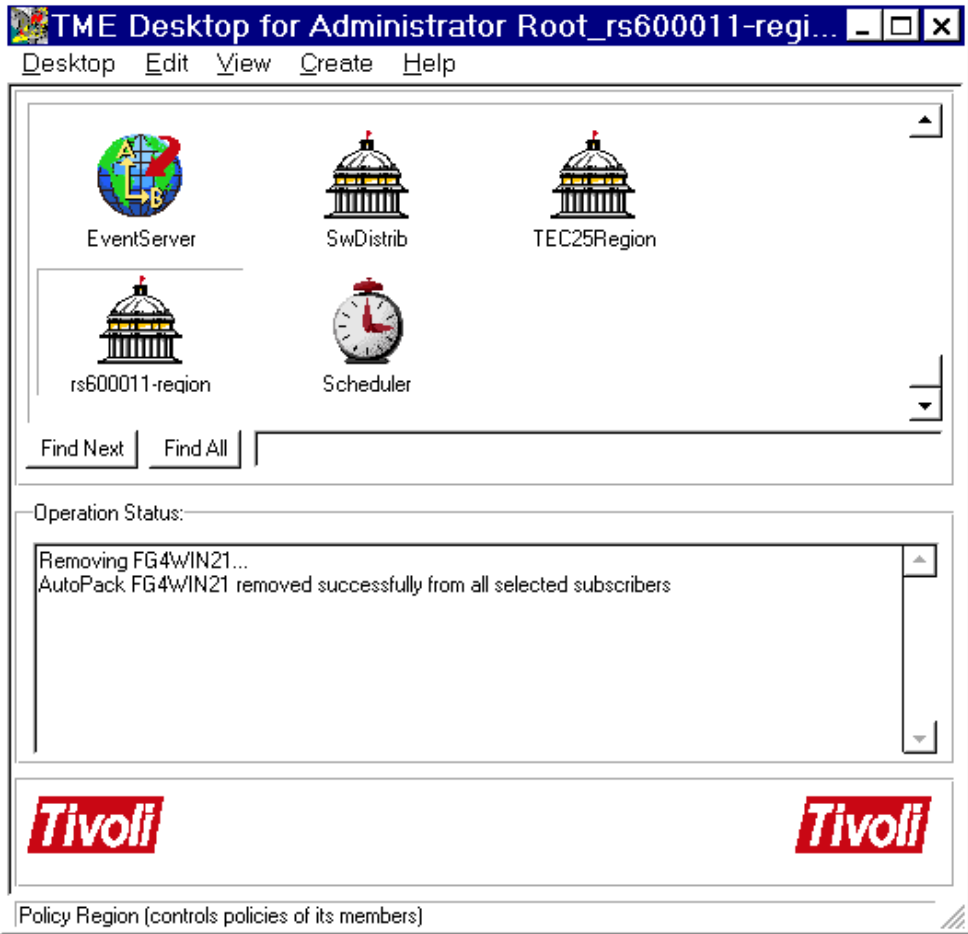 TME Desktop for Administrator Root_rs600011-regi...
Desktop Edit View Create Help
A
B
EventServer SwDistrib TEC25Region
rs600011-region Scheduler
Find Next Find All
Operation Status:
Removing FG4WIN21...
AutoPack FG4WIN21 removed successfully from all selected subscribers
Tivoli Tivoli
Policy Region (controls policies of its members)